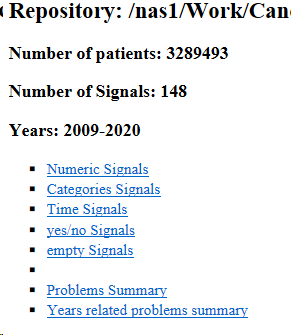 Repository: /nas1/Work/Can
Number of patients: 3289493
Number of Signals: 148
Years: 2009-2020
Numeric Signals
Categories Signals
Time Signals
yes/no Signals
empty Signals
Problems Summary
Years related problems summary